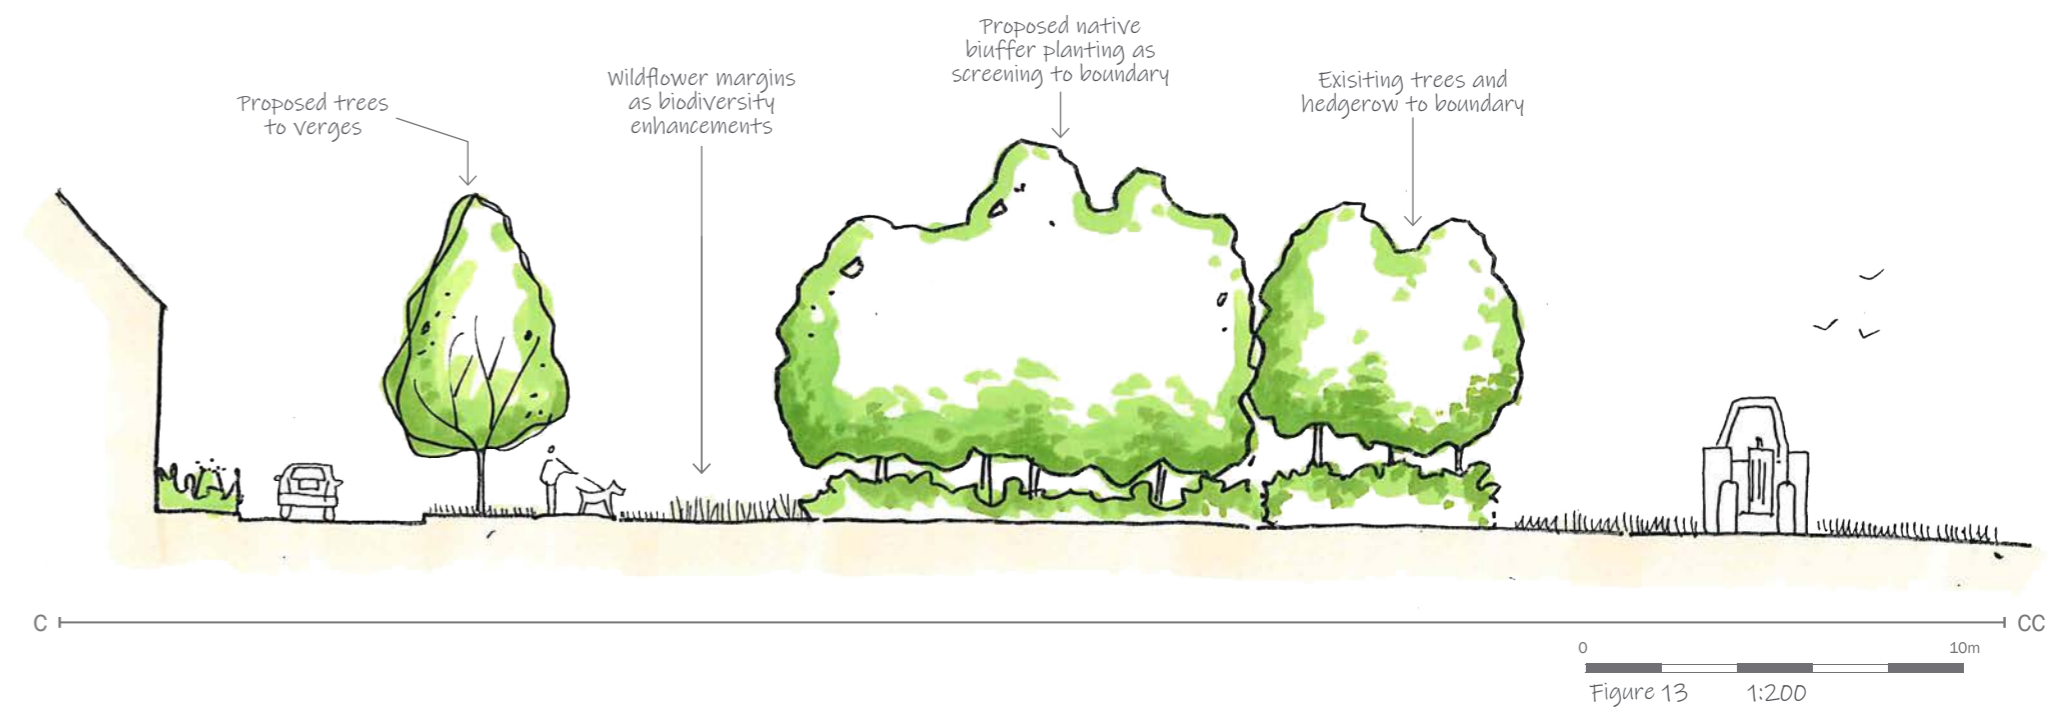 Proposed trees
to verges
Wildflower margins
as biodiversity
enhancements
Proposed native
biuffer planting as
screening to boundary
Exisiting trees and
hedgerow to boundary
C
CC
0
10m
Figure 13
1:200